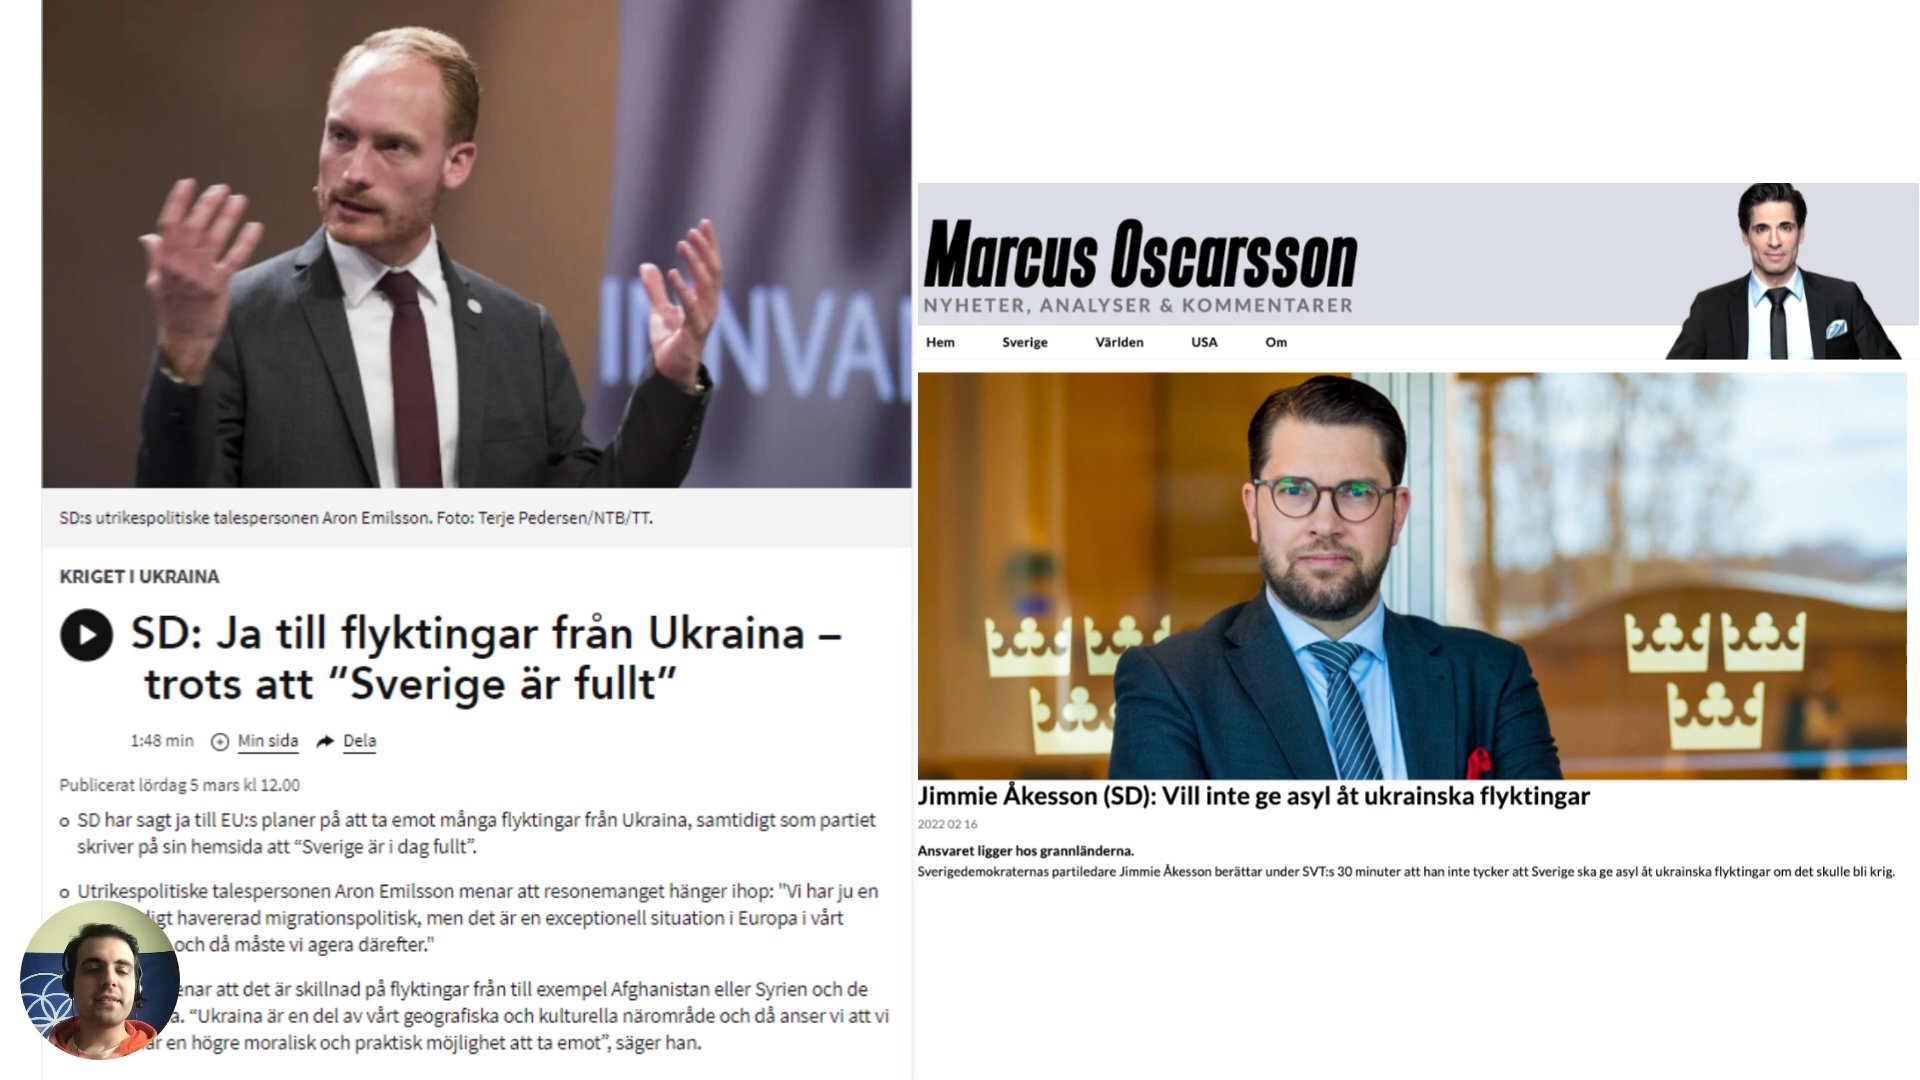 INNVA
SD:s utrikespolitiske talespersonen Aron Emilsson. Foto: Terje Pedersen/NTB/TT.
KRIGET I UKRAINA
SD: Ja till flyktingar från Ukraina –
trots att ”Sverige är fullt”
1:48 min Min sida Dela
Publicerat lördag 5 mars kl 12.00
SD har sagt ja till EU:s planer på att ta emot många flyktingar från Ukraina, samtidigt som partiet
skriver på sin hemsida att ”Sverige är i dag fullt”.
Utrikespolitiske talespersonen Aron Emilsson menar att resonemanget hänger ihop: "Vi har ju en
havererad migrationspolitisk, men det är en exceptionell situation i Europa i vårt
och då måste vi agera därefter."
att det är skillnad på flyktingar från till exempel Afghanistan eller Syrien och de
“Ukraina är en del av vårt geografiska och kulturella närområde och då anser vi att vi
en högre moralisk och praktisk möjlighet att ta emot”, säger han.
Marcus Oscarsson
NYHETER, ANALYSER & KOMMENTARER
Hem Sverige Världen USA Om
Jimmie Åkesson (SD): Vill inte ge asyl åt ukrainska flyktingar
2022 02 16
Ansvaret ligger hos grannländerna.
Sverigedemokraternas partiledare Jimmie Åkesson berättar under SVT:s 30 minuter att han inte tycker att Sverige ska ge asyl åt ukrainska flyktingar om det skulle bli krig.